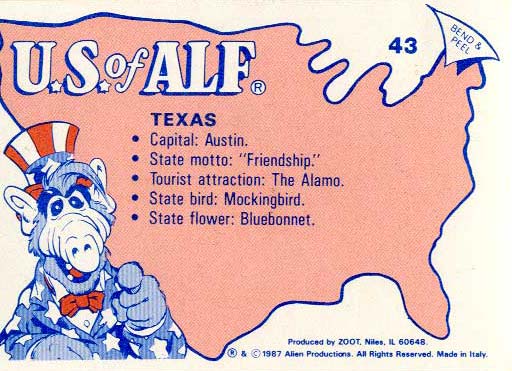 U.S. of ALF®
43
BEND &
PEEL
TEXAS
• Capital: Austin.
• State motto: "Friendship."
• Tourist attraction: The Alamo.
• State bird: Mockingbird.
• State flower: Bluebonnet.
Produced by ZOOT, Niles, IL 60648.
® & © 1987 Alien Productions. All Rights Reserved. Made in Italy.